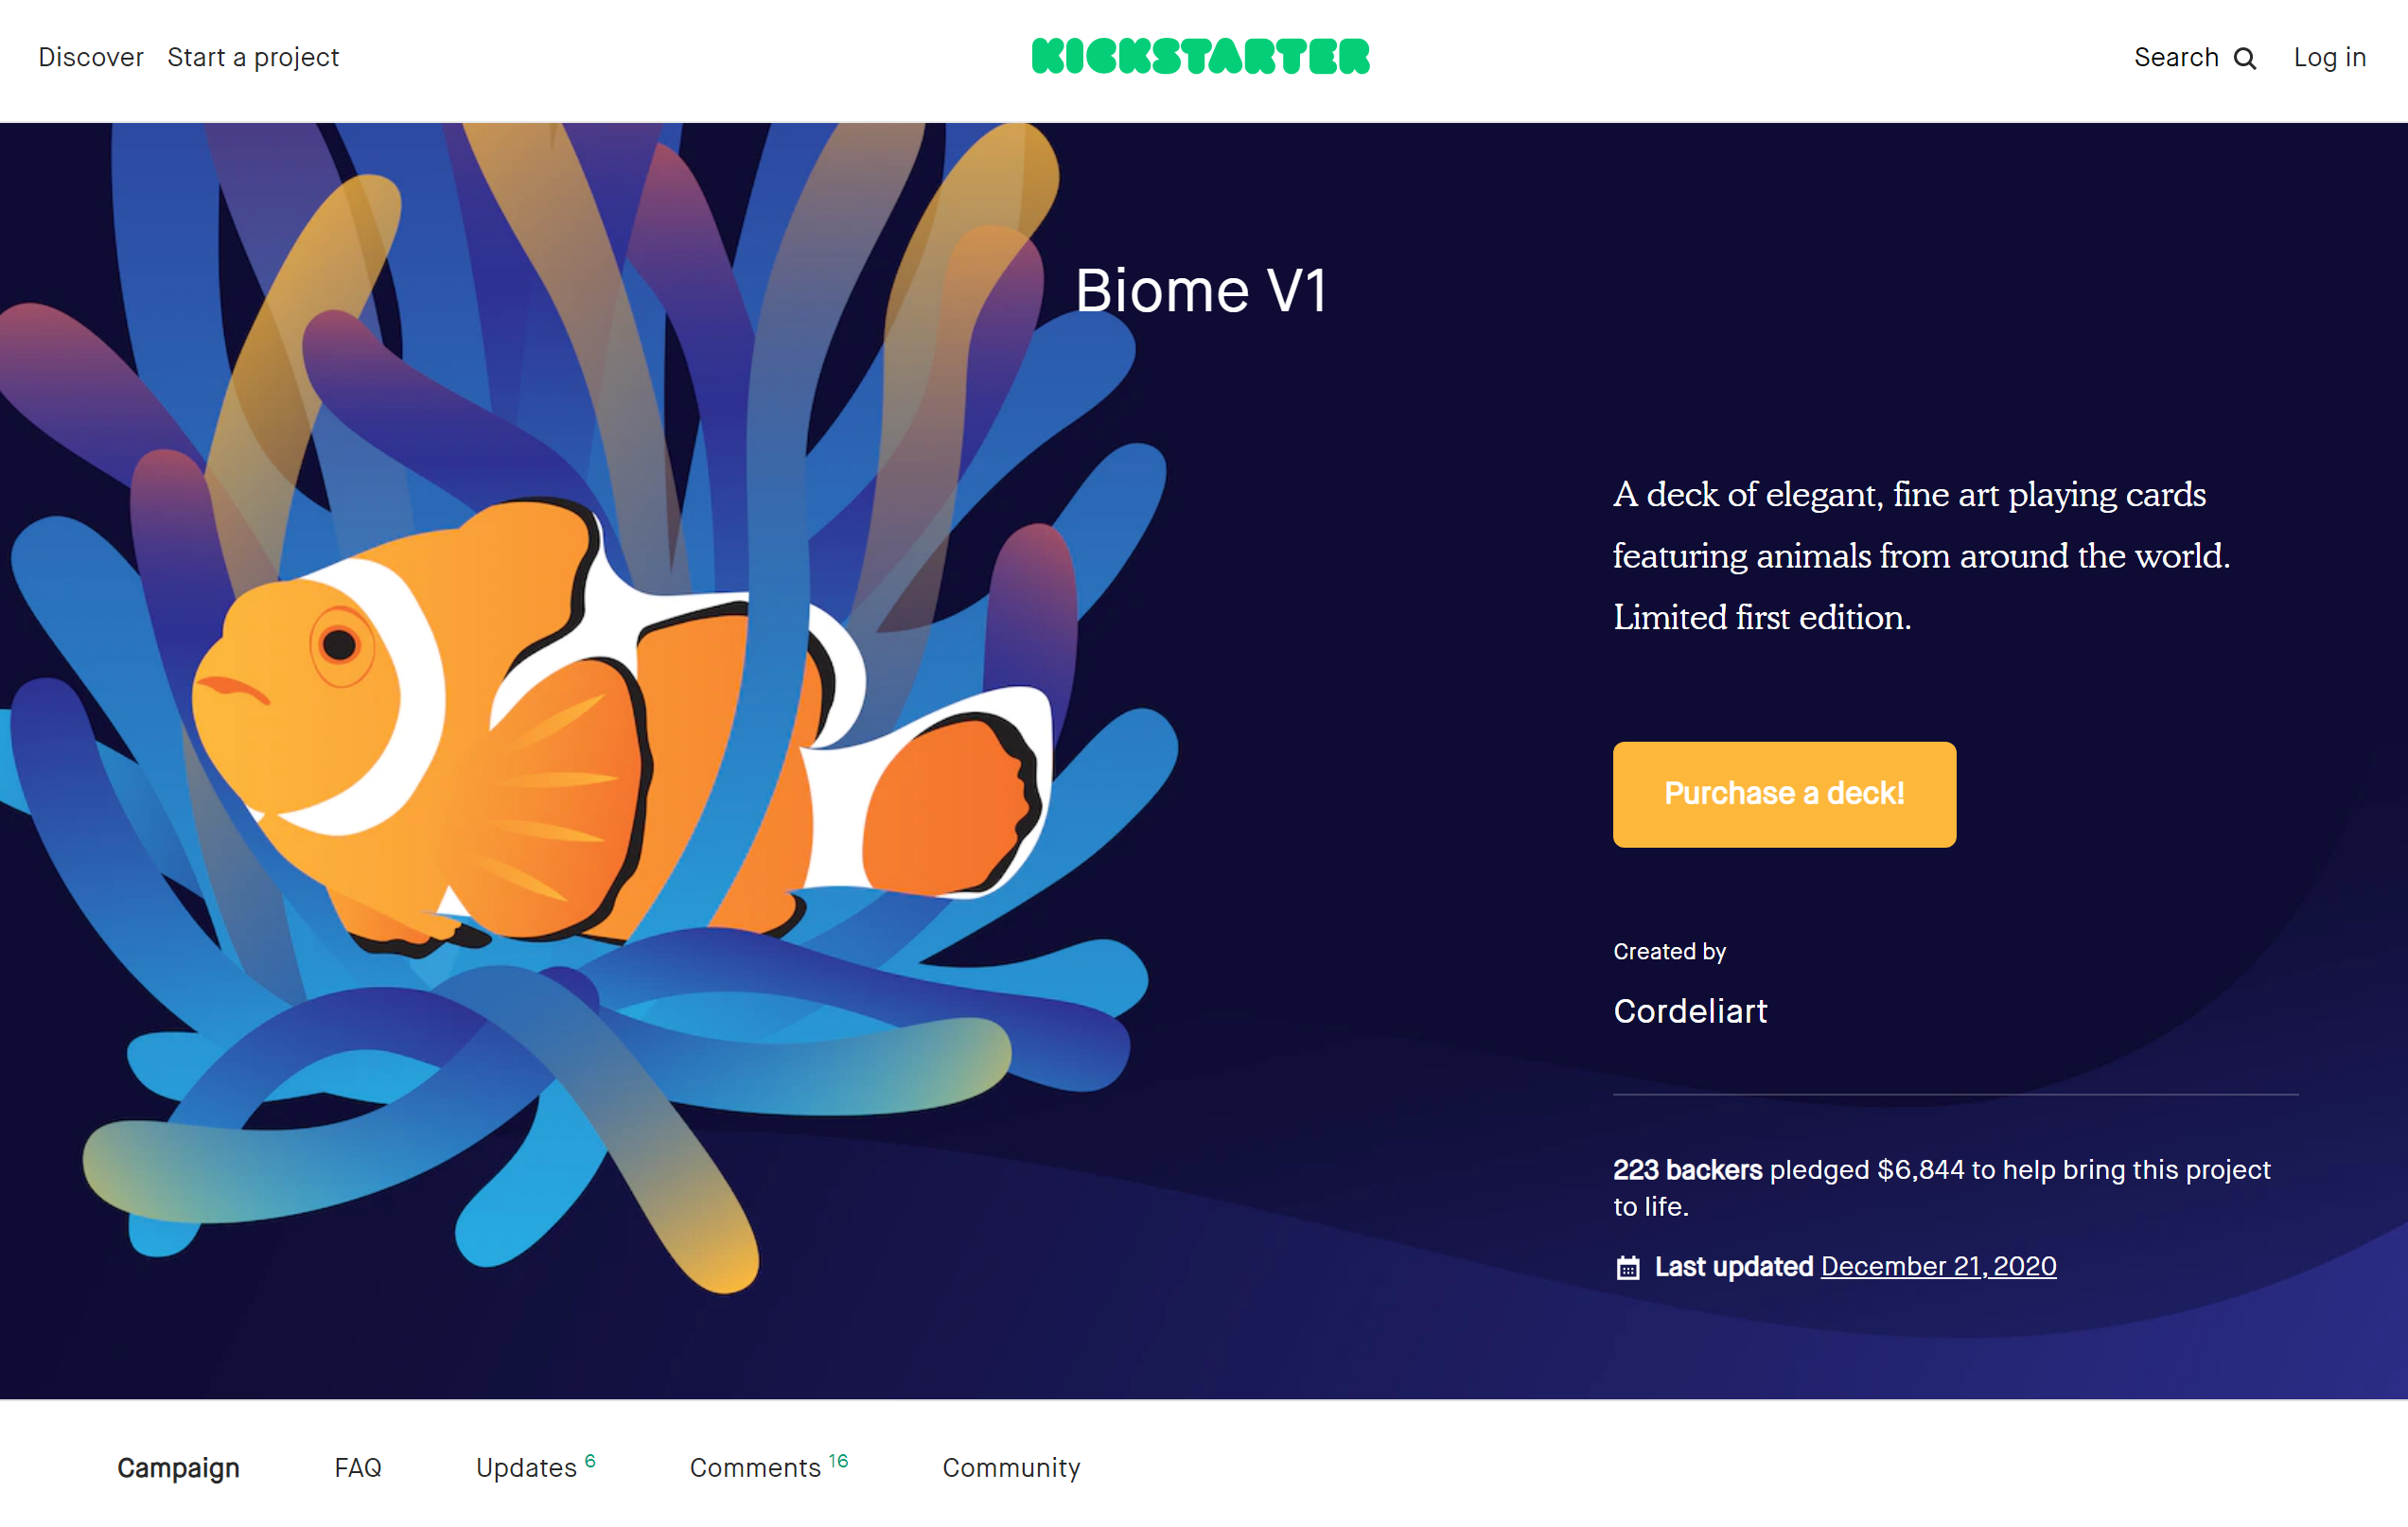 Discover Start a project KICKSTARTER Search Log in
Biome V1
A deck of elegant, fine art playing cards
featuring animals from around the world.
Limited first edition.
Purchase a deck!
Created by
Cordeliart
223 backers pledged $6,844 to help bring this project
to life.
Last updated December 21, 2020
Campaign FAQ Updates 6 Comments 16 Community